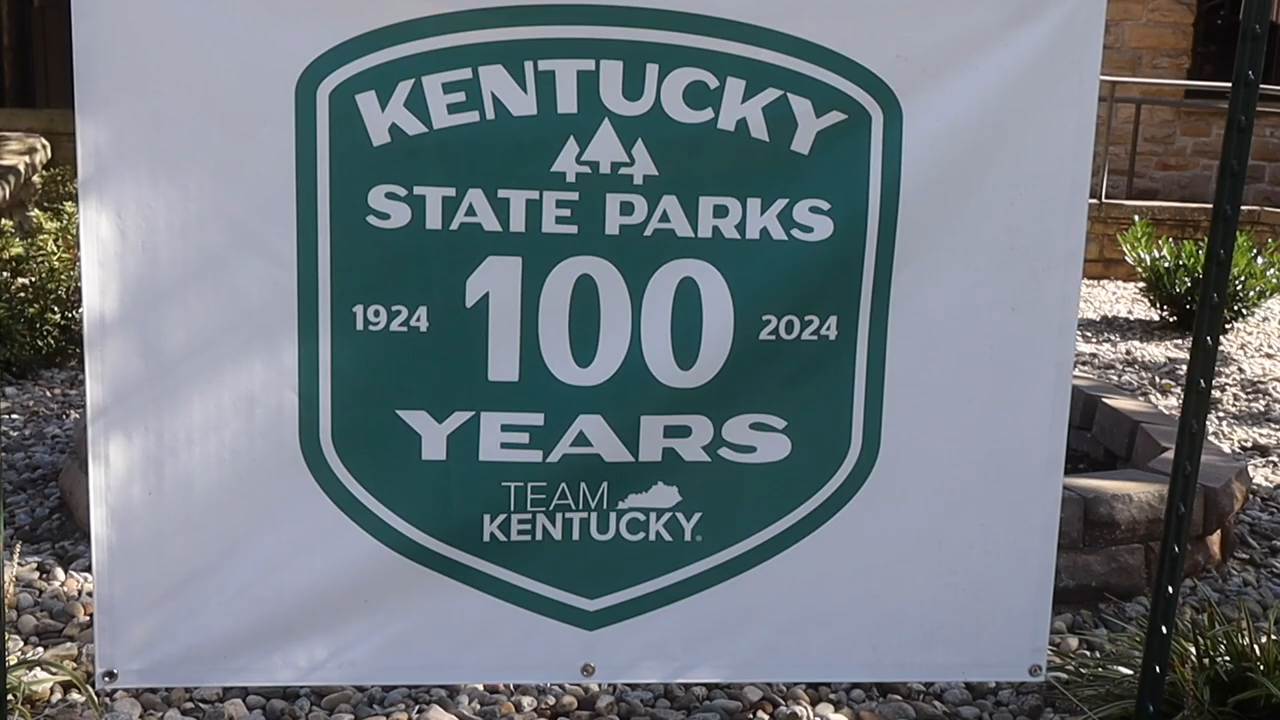 KENTUCKY
STATE PARKS
1924 100 2024
YEARS
TEAM
KENTUCKY®